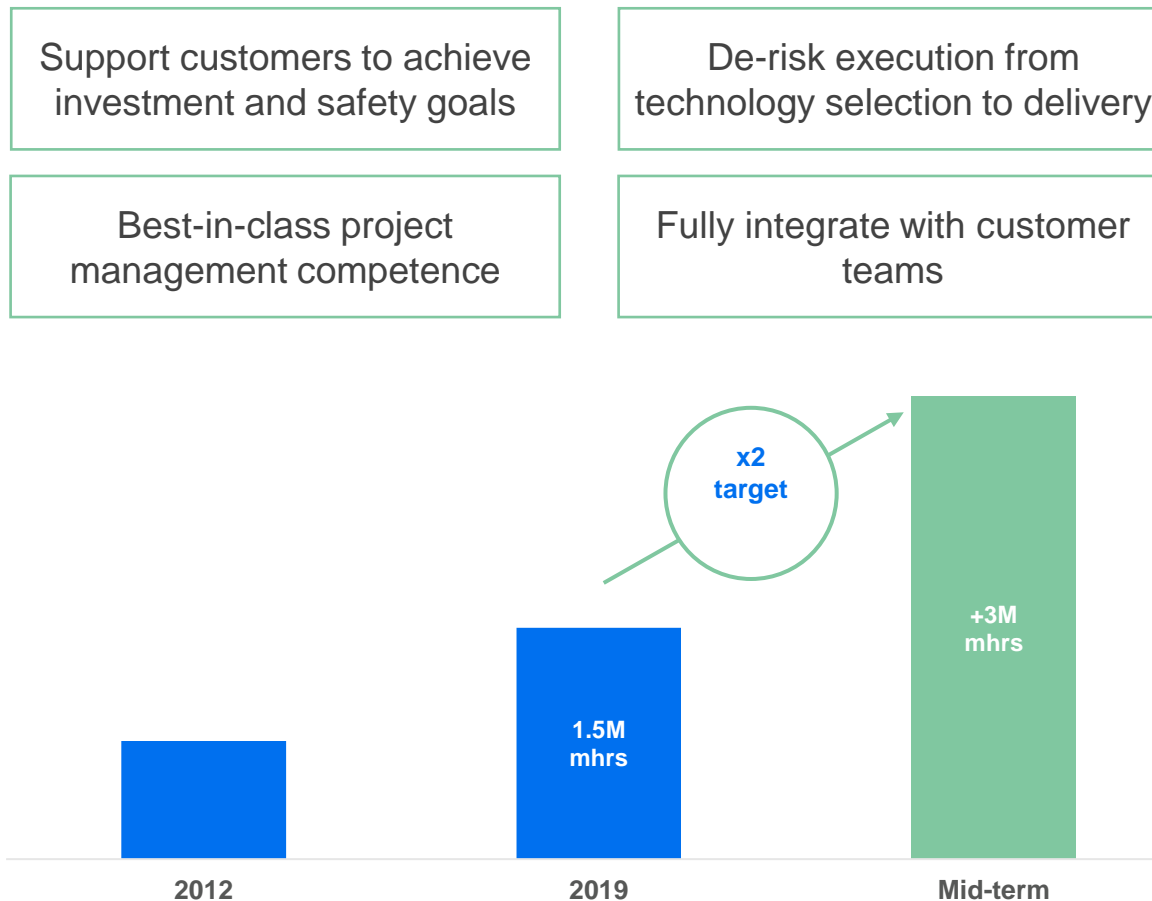 Support customers to achieve
investment and safety goals
De-risk execution from
technology selection to delivery
Best-in-class project
management competence
Fully integrate with customer
teams
x2
target
+3M
mhrs
1.5M
mhrs
2012
2019
Mid-term